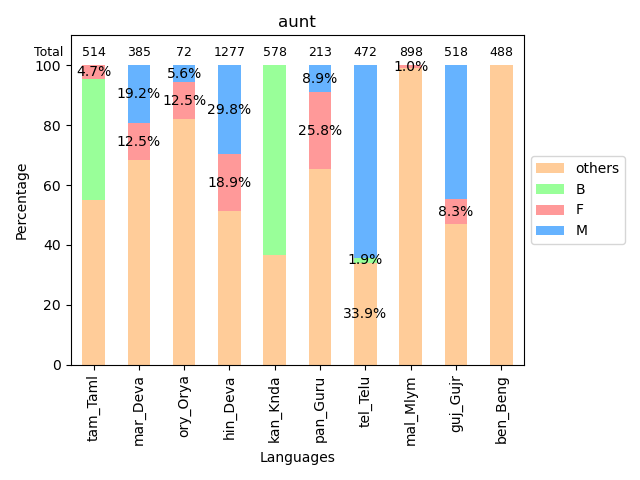 aunt
Total 514 385 72 1277 578 213 472 898 518 488
100
80
60
40
20
0
Percentage
4.7%
19.2%
12.5%
5.6%
12.5%
29.8%
18.9%
8.9%
25.8%
1.9%
33.9%
1.0%
8.3%
others
B
F
M
tam_Taml
mar_Deva
ory_Orya
hin_Deva
kan_Knda
pan_Guru
tel_Telu
mal_Mlym
guj_Gujr
ben_Beng
Languages